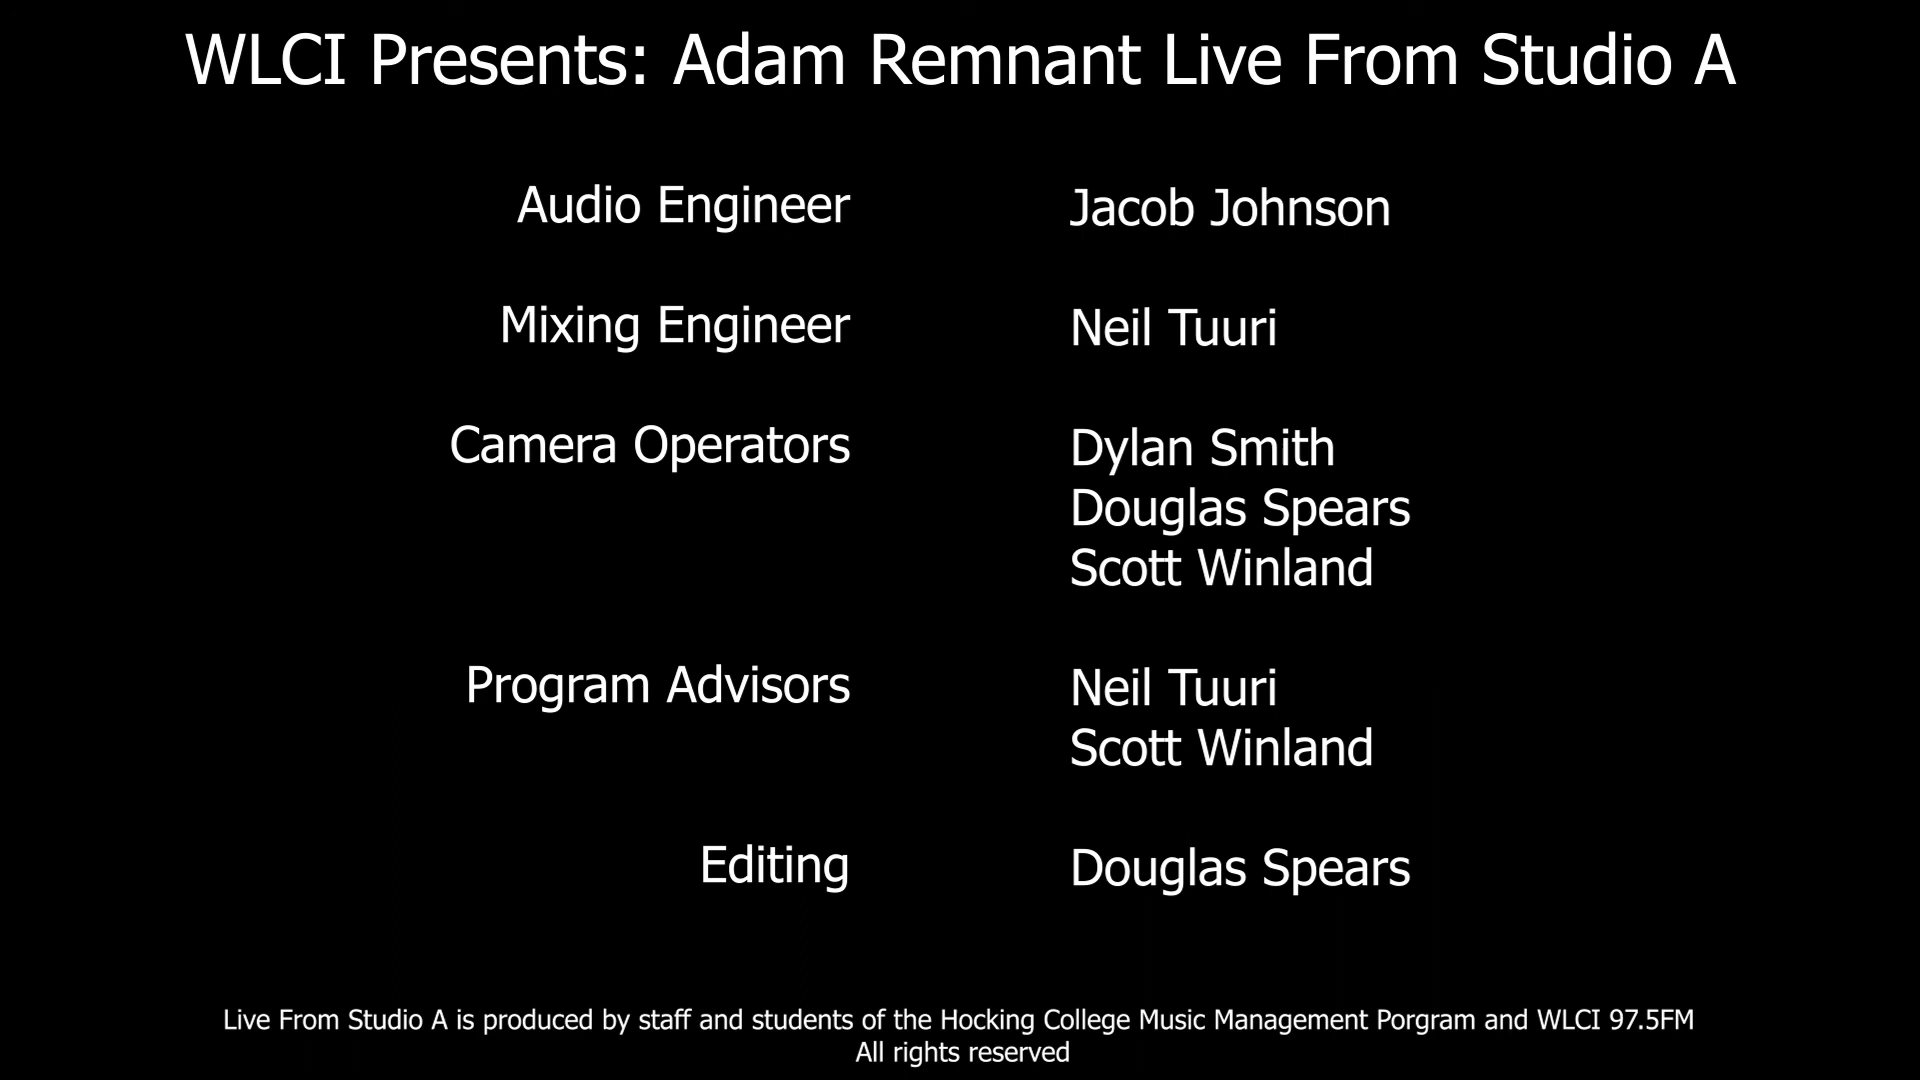 WLCI Presents: Adam Remnant Live From Studio A
Audio Engineer Jacob Johnson
Mixing Engineer Neil Tuuri
Camera Operators Dylan Smith
Douglas Spears
Scott Winland
Program Advisors Neil Tuuri
Scott Winland
Editing Douglas Spears
Live From Studio A is produced by staff and students of the Hocking College Music Management Porgram and WLCI 97.5FM
All rights reserved